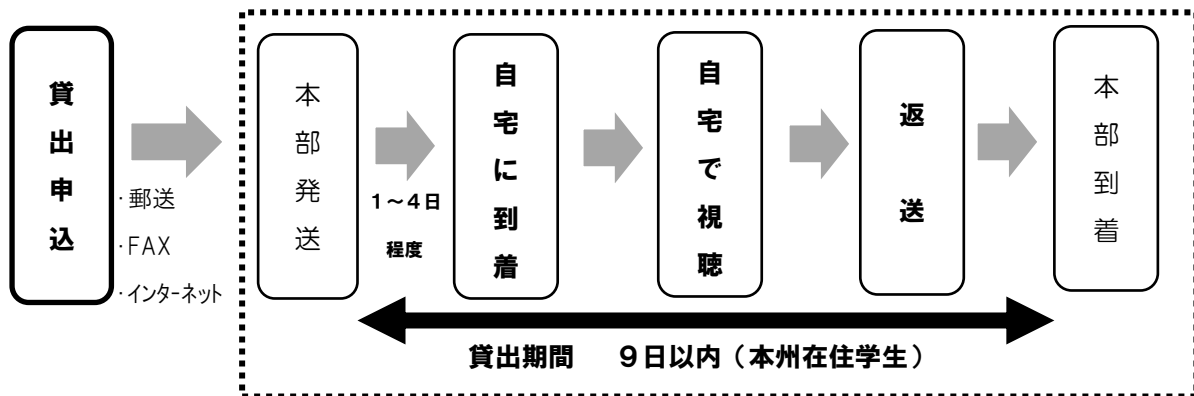 貸出申込
・郵送
・FAX
・インターネット
本部発送
1～4日
程度
自宅に到着
自宅で視聴
返送
本部到着
貸出期間　９日以内（本州在住学生）